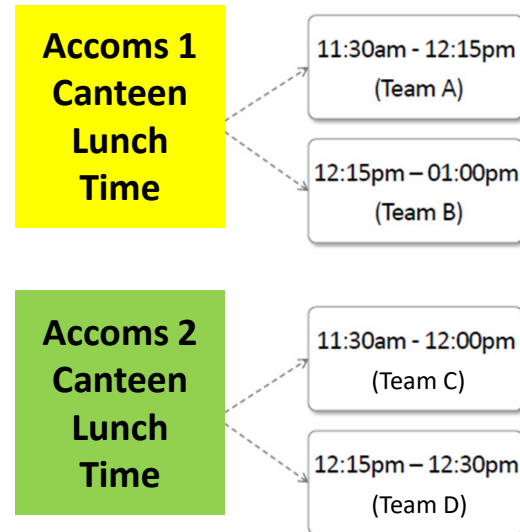 Accoms 1
Canteen
Lunch
Time
11:30am - 12:15pm
(Team A)
12:15pm – 01:00pm
(Team B)
Accoms 2
Canteen
Lunch
Time
11:30am - 12:00pm
(Team C)
12:15pm – 12:30pm
(Team D)